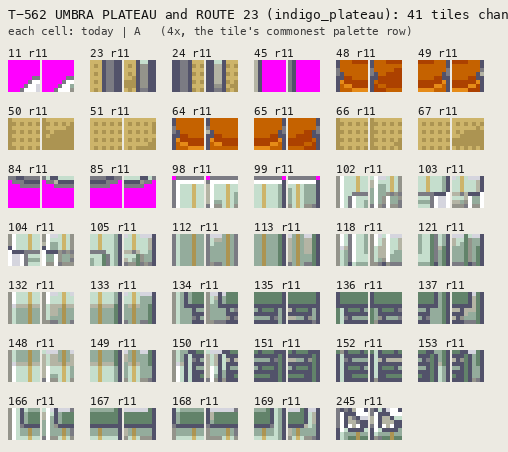 T−562 UMBRA PLATEAU and ROUTE 23 (indigo_plateau): 41 tiles chan
each cell: today | A   (4x, the tile's commonest palette row)
11 r11 23 r11 24 r11 45 r11 48 r11 49 r11
50 r11 51 r11 64 r11 65 r11 66 r11 67 r11
84 r11 85 r11 98 r11 99 r11 102 r11 103 r11
104 r11 105 r11 112 r11 113 r11 118 r11 121 r11
132 r11 133 r11 134 r11 135 r11 136 r11 137 r11
148 r11 149 r11 150 r11 151 r11 152 r11 153 r11
166 r11 167 r11 168 r11 169 r11 245 r11